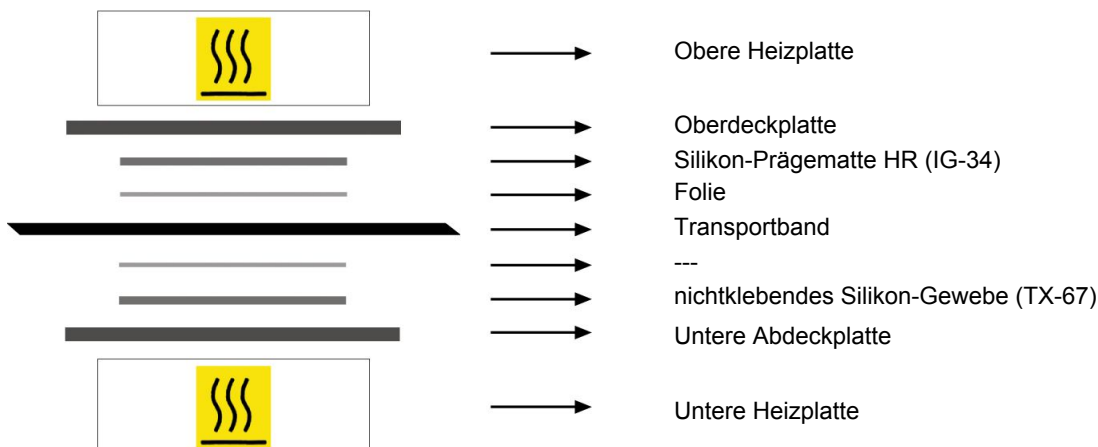 Obere Heizplatte
Oberdeckplatte
Silikon-Prägematte HR (IG-34)
Folie
Transportband
---
nichtklebendes Silikon-Gewebe (TX-67)
Untere Abdeckplatte
Untere Heizplatte